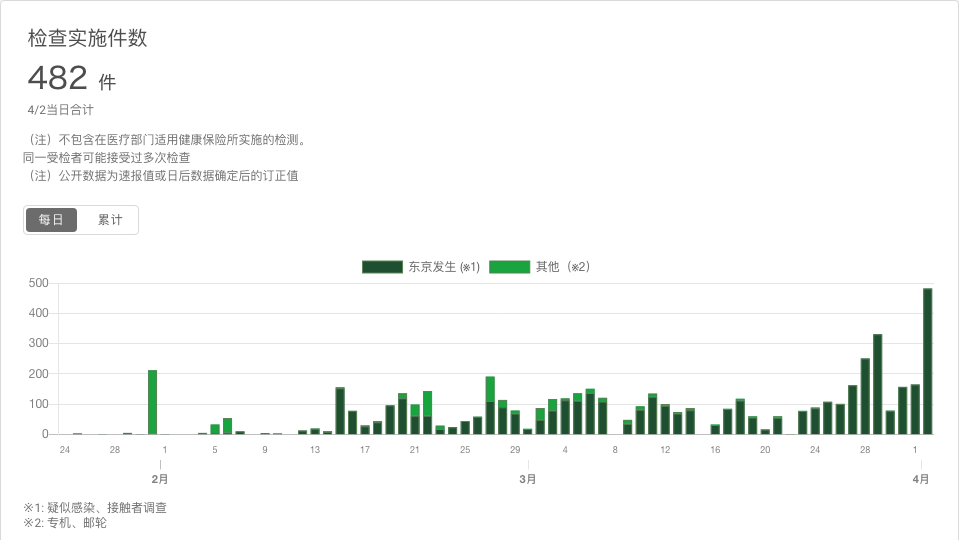 检查实施件数
482 件
4/2当日合计
（注）不包含在医疗部门适用健康保险所实施的检测。
同一受检者可能接受过多次检查
（注）公开数据为速报值或日后数据确定后的订正值
每日 累计
东京发生 (※1) 其他（※2）
500
400
300
200
100
0
24 28 1 5 9 13 17 21 25 29 4 8 12 16 20 24 28 1
2月 3月 4月
※1: 疑似感染、接触者调查
※2: 专机、邮轮